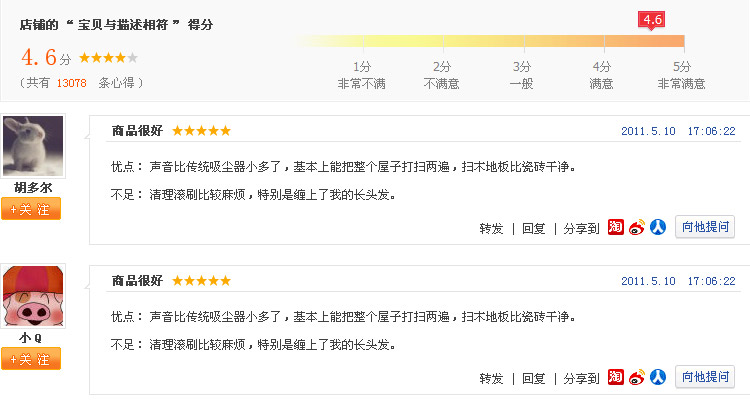 店铺的 “ 宝贝与描述相符 ” 得分
4.6
4.6分
（共有 13078 条心得）
1分 2分 3分 4分 5分
非常不满 不满意 一般 满意 非常满意
商品很好 2011.5.10 17:06:22
优点： 声音比传统吸尘器小多了，基本上能把整个屋子打扫两遍，扫木地板比瓷砖干净。
胡多尔
不足： 清理滚刷比较麻烦，特别是缠上了我的长头发。
+关 注
转发 | 回复 | 分享到 淘 人 向他提问
商品很好 2011.5.10 17:06:22
优点： 声音比传统吸尘器小多了，基本上能把整个屋子打扫两遍，扫木地板比瓷砖干净。
小Q
不足： 清理滚刷比较麻烦，特别是缠上了我的长头发。
+关 注
转发 | 回复 | 分享到 淘 人 向他提问